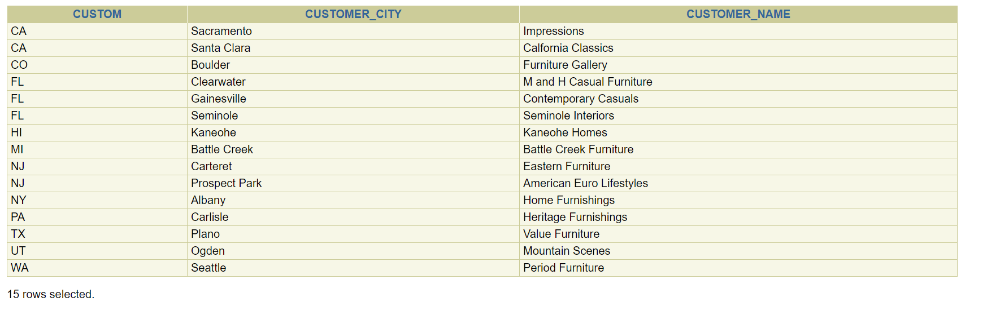 CUSTOM CUSTOMER_CITY CUSTOMER_NAME
CA Sacramento Impressions
CA Santa Clara Calfornia Classics
CO Boulder Furniture Gallery
FL Clearwater M and H Casual Furniture
FL Gainesville Contemporary Casuals
FL Seminole Seminole Interiors
HI Kaneohe Kaneohe Homes
MI Battle Creek Battle Creek Furniture
NJ Carteret Eastern Furniture
NJ Prospect Park American Euro Lifestyles
NY Albany Home Furnishings
PA Carlisle Heritage Furnishings
TX Plano Value Furniture
UT Ogden Mountain Scenes
WA Seattle Period Furniture
15 rows selected.